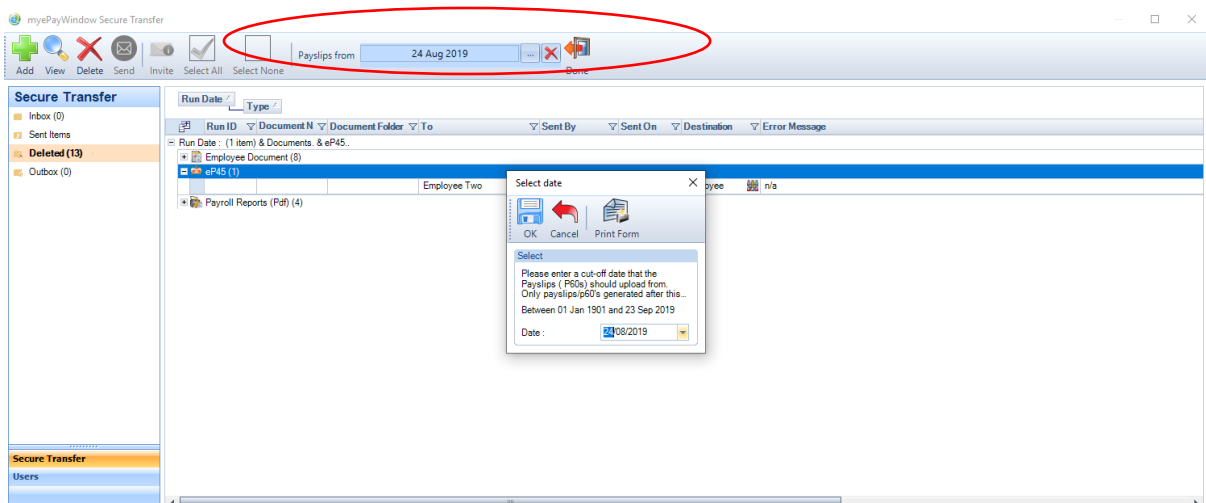 myePayWindow Secure Transfer
Add View Delete Send Invite Select All Select None Payslips from 24 Aug 2019 ... Done
Secure Transfer
Inbox (0)
Sent Items
Deleted (13)
Outbox (0)
Secure Transfer
Users
Run Date
Type
Run ID Document N Document Folder To Sent By Sent On Destination Error Message
Run Date : (1 item) & Documents. & eP45..
Employee Document (8)
eP45 (1)
Employee Two n/a
Payroll Reports (Pdf) (4)
Select date
OK Cancel Print Form
Select
Please enter a cut-off date that the
Payslips ( P60s) should upload from.
Only payslips/p60's generated after this...
Between 01 Jan 1901 and 23 Sep 2019
Date : 24/08/2019